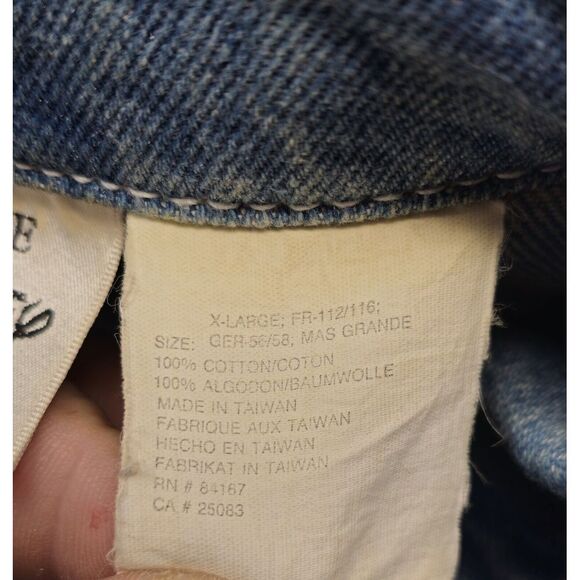 E
X-LARGE; FR-112/116;
SIZE: GER-56/58; MAS GRANDE
100% COTTON/COTON
100% ALGODON/BAUMWOLLE
MADE IN TAIWAN
FABRIQUE AUX TAIWAN
HECHO EN TAIWAN
FABRIKAT IN TAIWAN
RN # 84167
CA # 25083